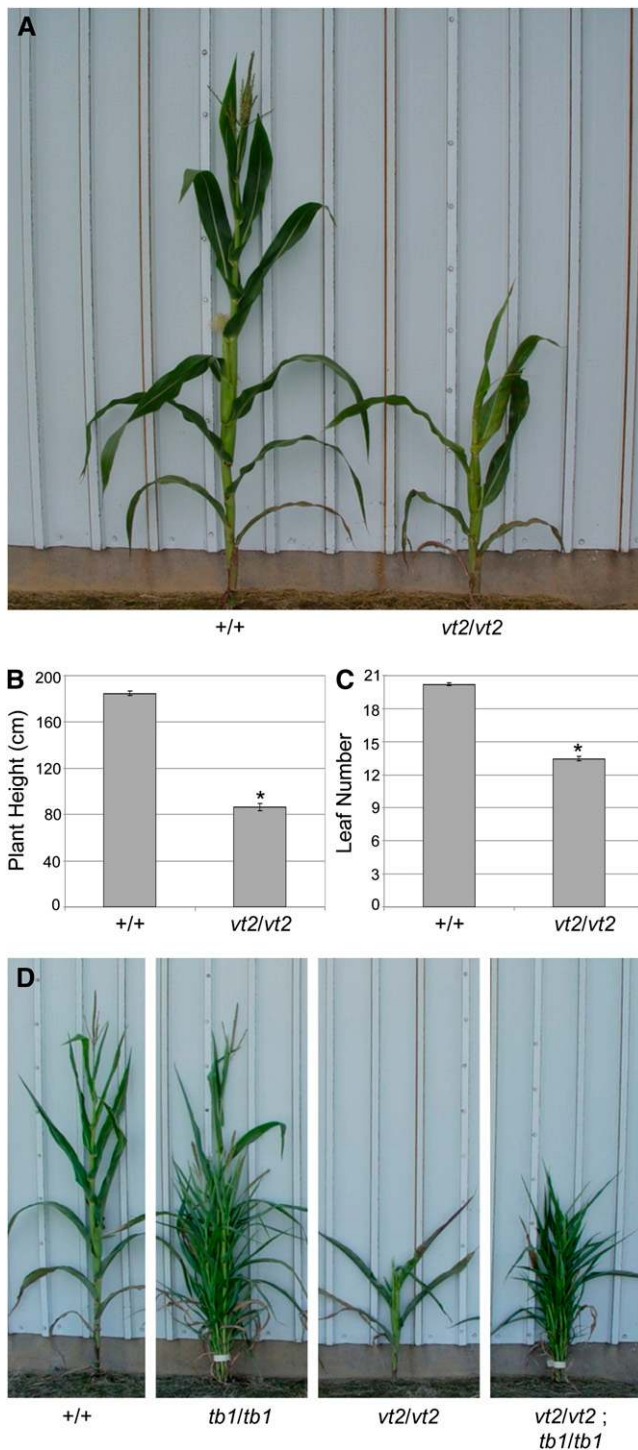 A
+/+
vt2/vt2
B
Plant Height (cm)
200
160
120
80
40
0
*
+/+
vt2/vt2
C
Leaf Number
21
18
15
12
9
6
3
0
*
+/+
vt2/vt2
D
+/+
tb1/tb1
vt2/vt2
vt2/vt2 ;
tb1/tb1